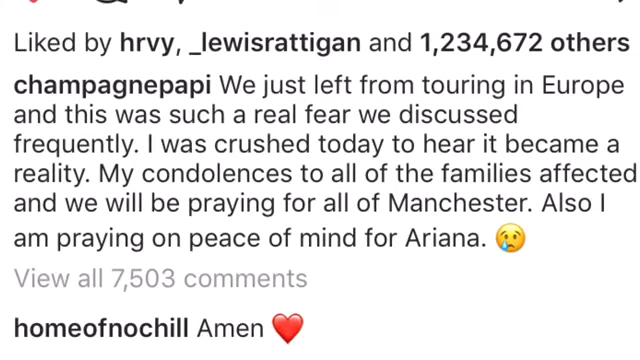 Liked by hrvy, _lewisrattigan and 1,234,672 others
champagnepapi We just left from touring in Europe
and this was such a real fear we discussed
frequently. I was crushed today to hear it became a
reality. My condolences to all of the families affected
and we will be praying for all of Manchester. Also I
am praying on peace of mind for Ariana. 😢
View all 7,503 comments
homeofnochill Amen ❤️